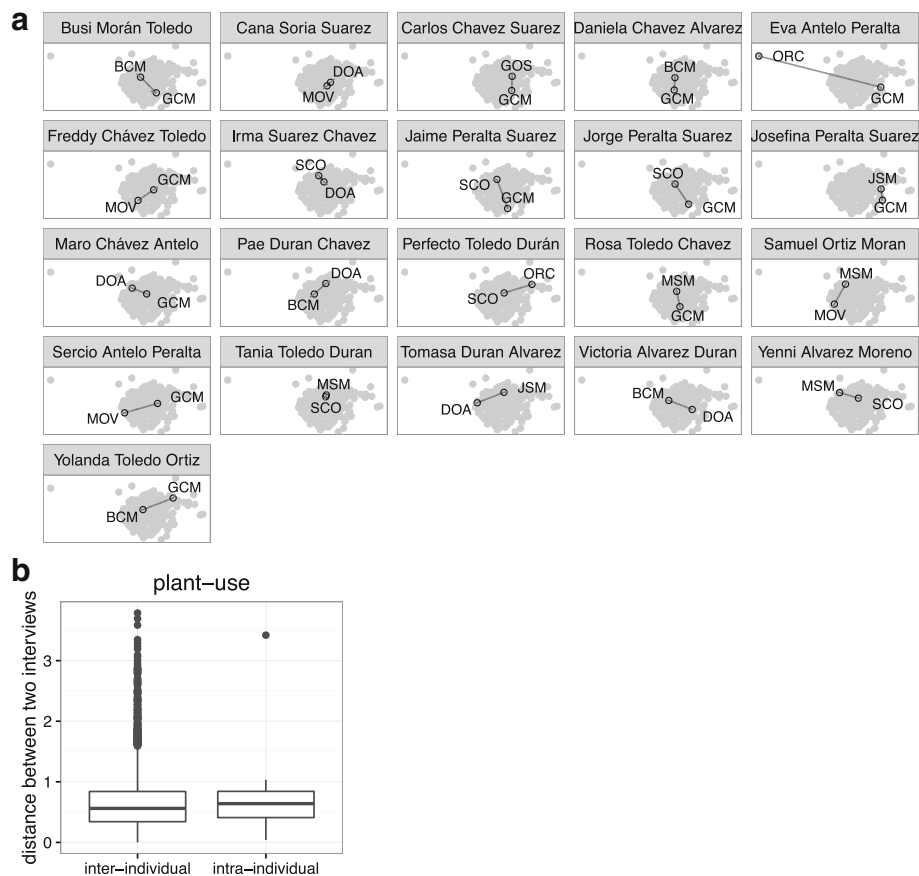 a
Busi Morán Toledo
Cana Soria Suarez
Carlos Chavez Suarez
Daniela Chavez Alvarez
Eva Antelo Peralta
BCM
GCM
DOA
MOV
GOS
GCM
BCM
GCM
ORC
GCM
Freddy Chávez Toledo
Irma Suarez Chavez
Jaime Peralta Suarez
Jorge Peralta Suarez
Josefina Peralta Suarez
GCM
MOV
SCO
DOA
SCO
GCM
SCO
GCM
JSM
GCM
Maro Chávez Antelo
Pae Duran Chavez
Perfecto Toledo Durán
Rosa Toledo Chavez
Samuel Ortiz Moran
DOA
GCM
DOA
BCM
ORC
SCO
MSM
GCM
MSM
MOV
Sercio Antelo Peralta
Tania Toledo Duran
Tomasa Duran Alvarez
Victoria Alvarez Duran
Yenni Alvarez Moreno
GCM
MOV
MSM
SCO
JSM
DOA
BCM
DOA
MSM
SCO
Yolanda Toledo Ortiz
GCM
BCM
b
plant–use
distance between two interviews
3
2
1
0
inter–individual
intra–individual